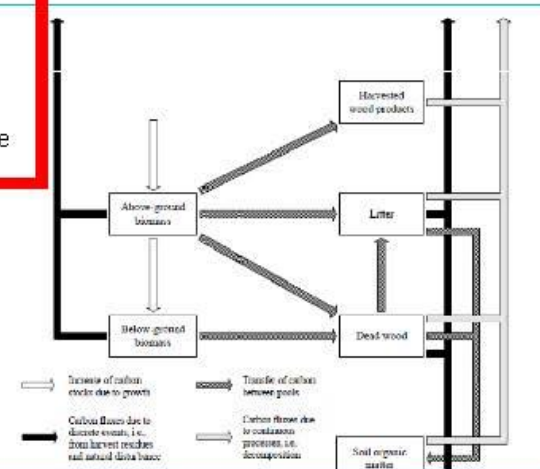 e
Harvested
wood products
Above-ground
biomass
Litter
Below-ground
biomass
Dead wood
Increase of carbon
stocks due to growth
Transfer of carbon
between pools
Carbon fluxes due to
discrete events, i.e.,
from harvest residues
and natural disturbance
Carbon fluxes due
to continuous
processes, i.e.
decomposition
Soil organic
matter